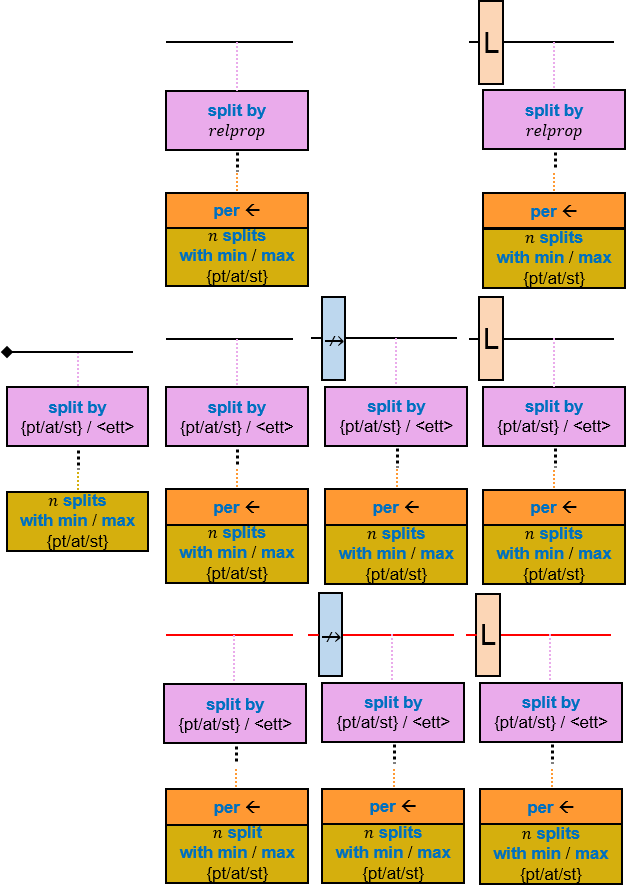 L
split by
relprop
split by
relprop
per ←
n splits
with min / max
{pt/at/st}
per ←
n splits
with min / max
{pt/at/st}
↛
L
split by
{pt/at/st} / <ett>
split by
{pt/at/st} / <ett>
split by
{pt/at/st} / <ett>
split by
{pt/at/st} / <ett>
n splits
with min / max
{pt/at/st}
per ←
n splits
with min / max
{pt/at/st}
per ←
n splits
with min / max
{pt/at/st}
per ←
n splits
with min / max
{pt/at/st}
↛
L
split by
{pt/at/st} / <ett>
split by
{pt/at/st} / <ett>
split by
{pt/at/st} / <ett>
per ←
n split
with min / max
{pt/at/st}
per ←
n splits
with min / max
{pt/at/st}
per ←
n splits
with min / max
{pt/at/st}